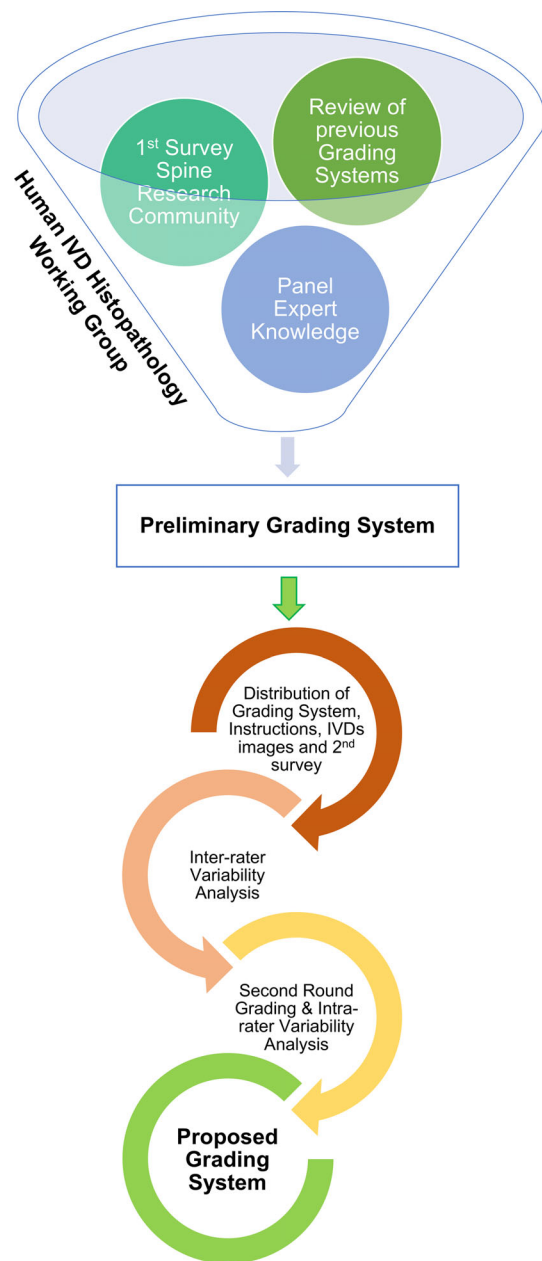 Review of
previous
Grading
Systems
1st Survey
Spine
Research
Community
Panel
Expert
Knowledge
Human IVD Histopathology
Working Group
Preliminary Grading System
Distribution of
Grading System,
Instructions, IVDs
images and 2nd
survey
Inter-rater
Variability
Analysis
Second Round
Grading & Intra-
rater Variability
Analysis
Proposed
Grading
System